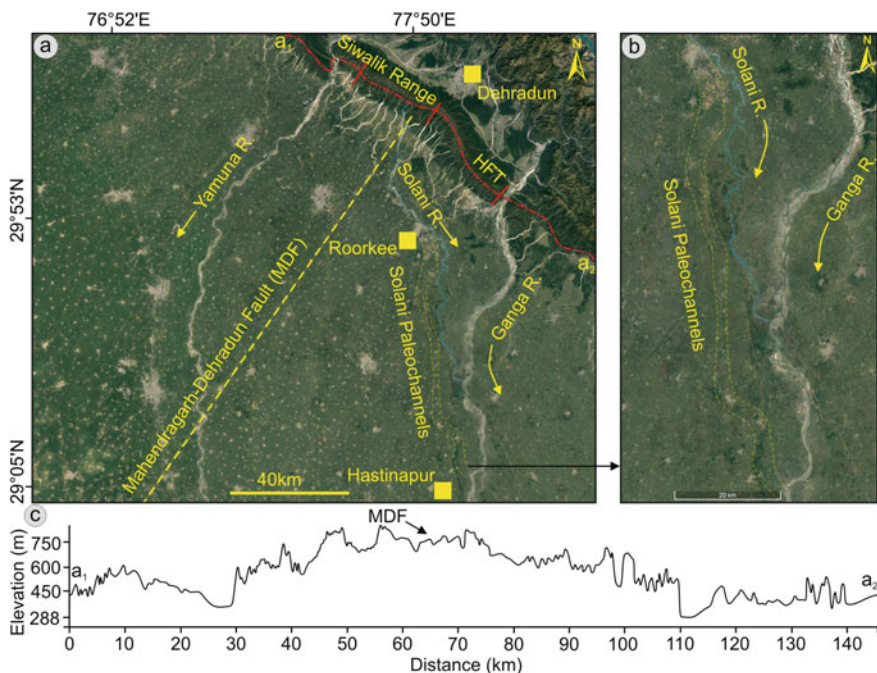 76°52'E
77°50'E
a
a₁
Siwalik Range
N
Dehradun
Yamuna R.
HFT
Solani R.
29°53'N
Roorkee
a₂
Mahendragarh-Dehradun Fault (MDF)
Solani Paleochannels
Ganga R.
40km
Hastinapur
29°05'N
b
N
Solani R.
Ganga R.
Solani Paleochannels
20 km
c
MDF
Elevation (m)
750
600
450
288
a₁
a₂
0 10 20 30 40 50 60 70 80 90 100 110 120 130 140
Distance (km)